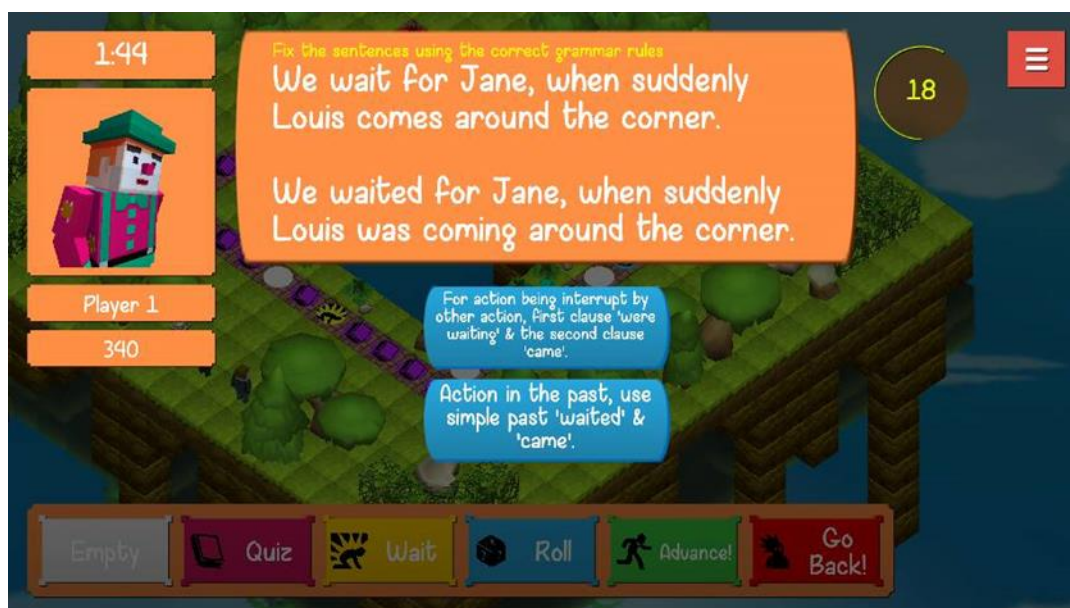 1:44
Fix the sentences using the correct grammar rules
We wait for Jane, when suddenly
Louis comes around the corner.
We waited for Jane, when suddenly
Louis was coming around the corner.
18
Player 1
340
For action being interrupt by
other action, first clause 'were
waiting' & the second clause
'came'.
Action in the past, use
simple past 'waited' &
'came'.
Empty
Quiz
Wait
Roll
Advance!
Go
Back!